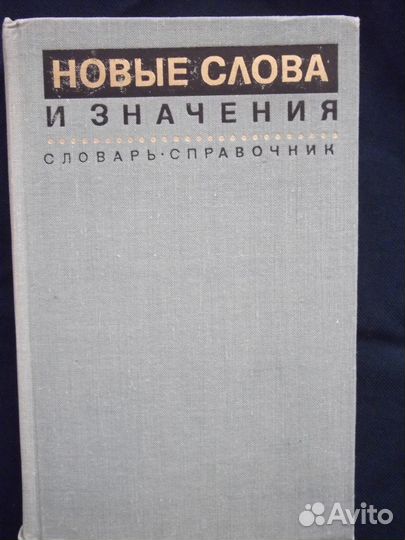 НОВЫЕ СЛОВА
И ЗНАЧЕНИЯ
СЛОВАРЬ·СПРАВОЧНИК
Avito